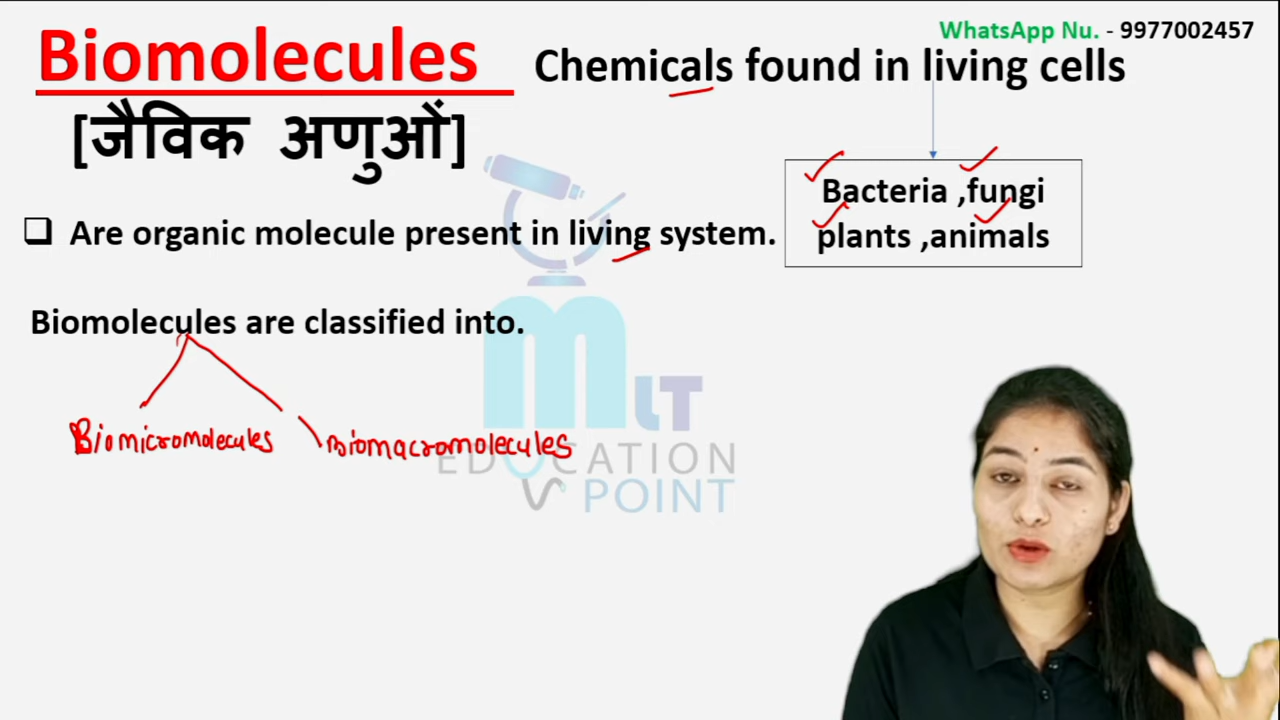 WhatsApp Nu. - 9977002457
Biomolecules
Chemicals found in living cells
[जैविक अणुओं]
Bacteria ,fungi
plants ,animals
Are organic molecule present in living system.
Biomolecules are classified into.
Biomicromolecules
Biomacromolecules
MLT
EDUCATION
POINT